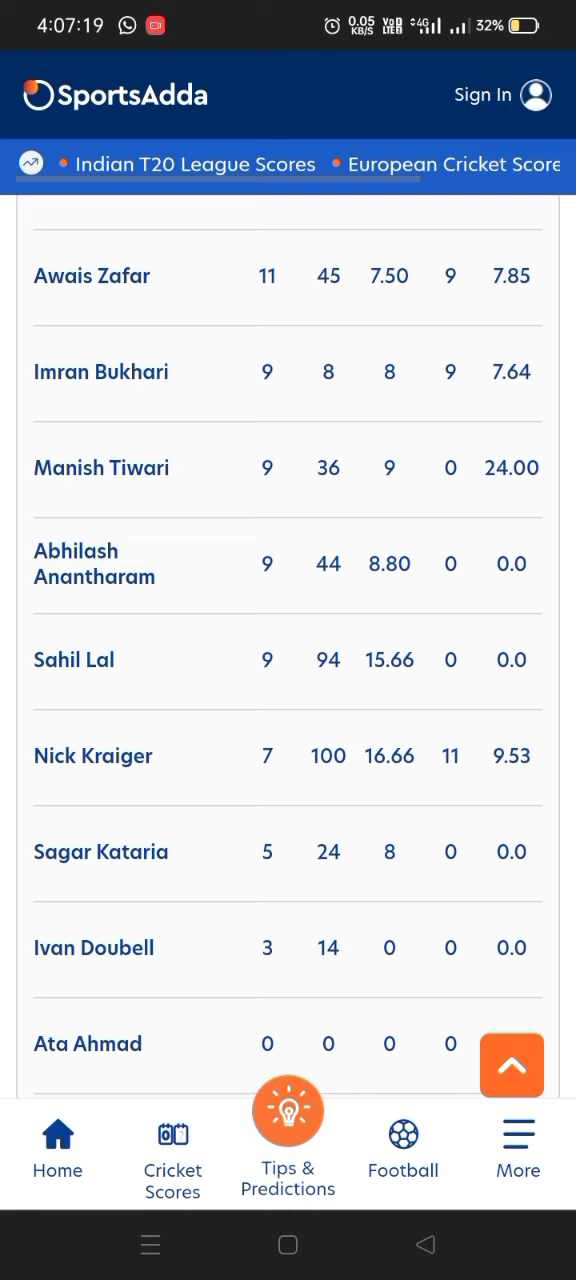 4:07:19 0.05 KB/S VoD LTE 4G 32%
SportsAdda
Sign In
Indian T20 League Scores European Cricket Score
Awais Zafar 11 45 7.50 9 7.85
Imran Bukhari 9 8 8 9 7.64
Manish Tiwari 9 36 9 0 24.00
Abhilash
Anantharam 9 44 8.80 0 0.0
Sahil Lal 9 94 15.66 0 0.0
Nick Kraiger 7 100 16.66 11 9.53
Sagar Kataria 5 24 8 0 0.0
Ivan Doubell 3 14 0 0 0.0
Ata Ahmad 0 0 0 0
Home
Cricket
Scores
Tips &
Predictions
Football
More